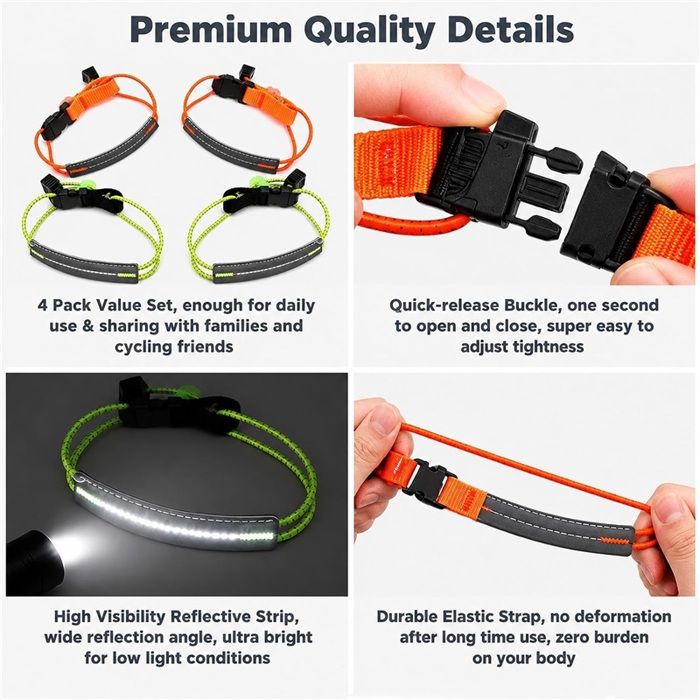 Premium Quality Details
4 Pack Value Set, enough for daily
use & sharing with families and
cycling friends
Quick-release Buckle, one second
to open and close, super easy to
adjust tightness
High Visibility Reflective Strip,
wide reflection angle, ultra bright
for low light conditions
Durable Elastic Strap, no deformation
after long time use, zero burden
on your body